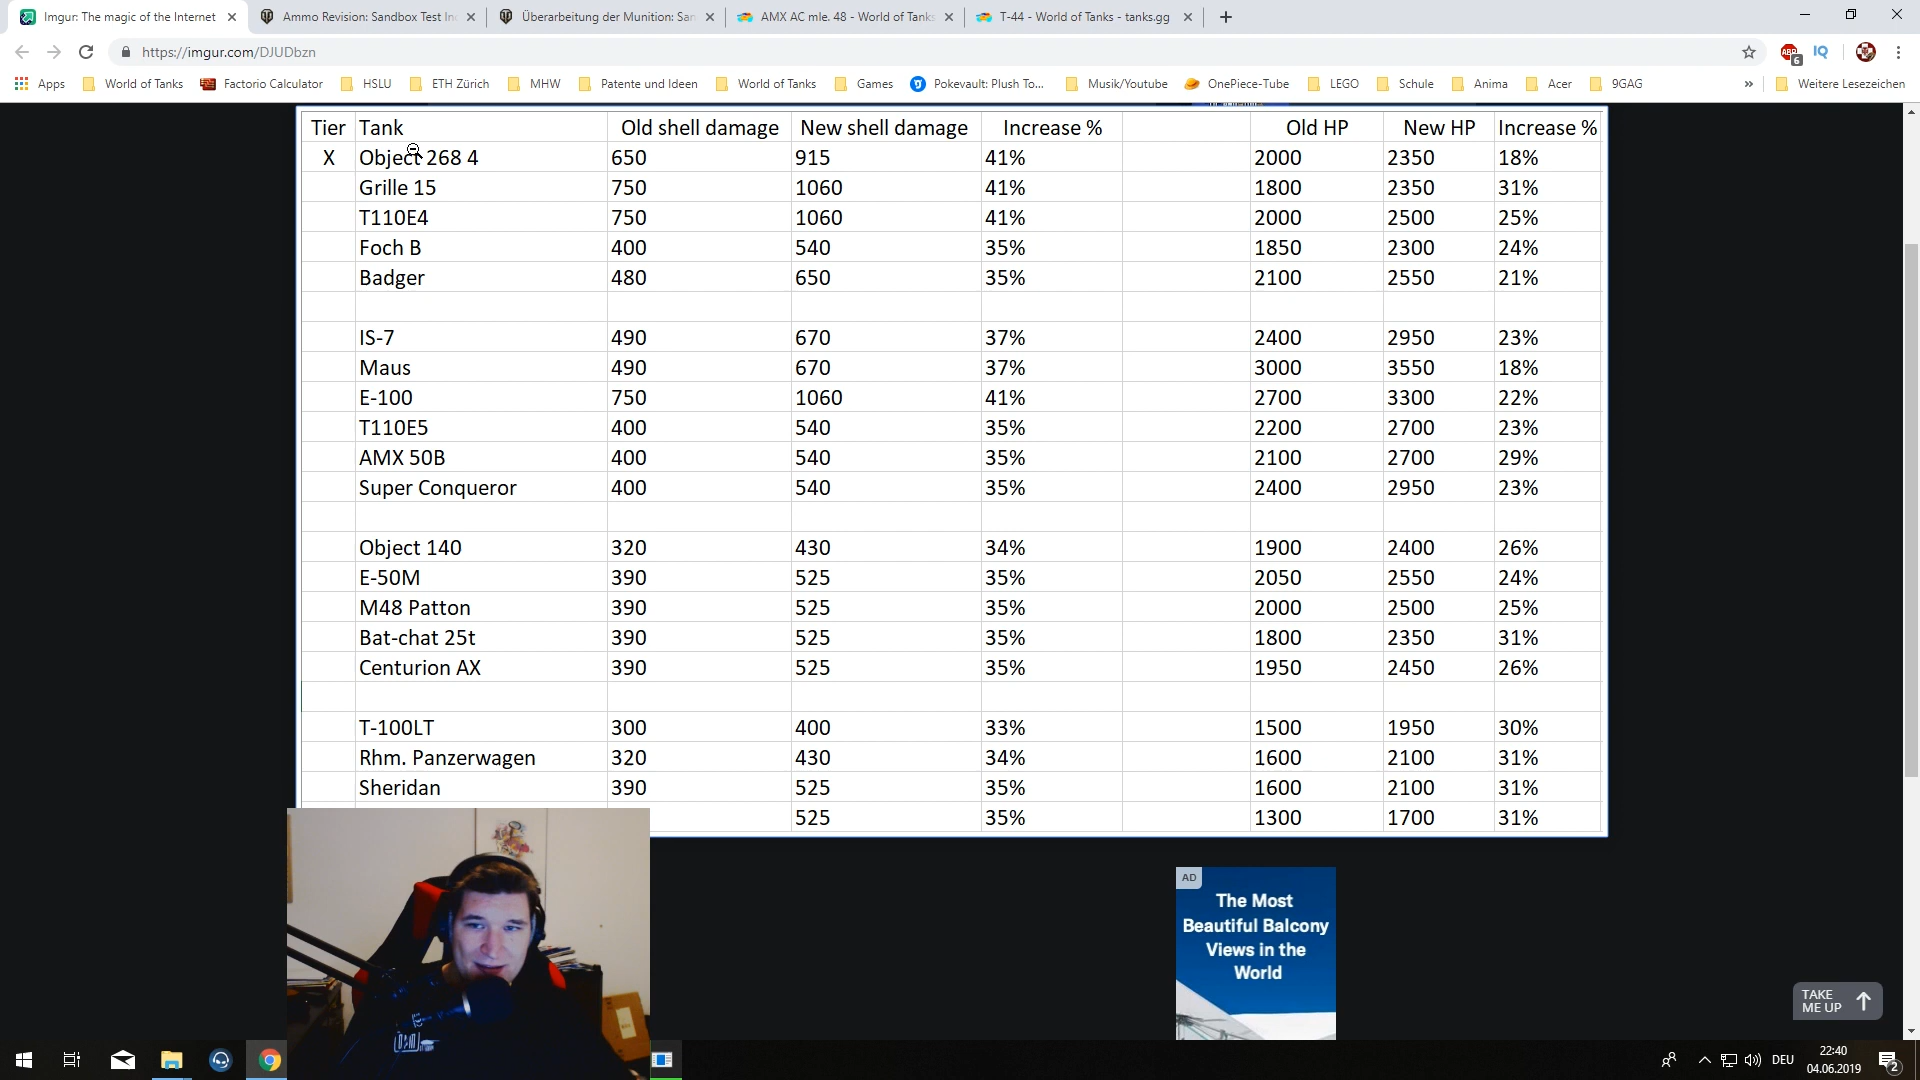 Imgur: The magic of the Internet
Ammo Revision: Sandbox Test In
Überarbeitung der Munition: San
AMX AC mle. 48 - World of Tanks
T-44 - World of Tanks - tanks.gg
https://imgur.com/DJUDbzn
ABP 6 IQ
Apps World of Tanks Factorio Calculator HSLU ETH Zürich MHW Patente und Ideen World of Tanks Games Pokevault: Plush To... Musik/Youtube OnePiece-Tube LEGO Schule Anima Acer 9GAG » Weitere Lesezeichen
Tier Tank Old shell damage New shell damage Increase % Old HP New HP Increase %
X Object 268 4 650 915 41% 2000 2350 18%
Grille 15 750 1060 41% 1800 2350 31%
T110E4 750 1060 41% 2000 2500 25%
Foch B 400 540 35% 1850 2300 24%
Badger 480 650 35% 2100 2550 21%
IS-7 490 670 37% 2400 2950 23%
Maus 490 670 37% 3000 3550 18%
E-100 750 1060 41% 2700 3300 22%
T110E5 400 540 35% 2200 2700 23%
AMX 50B 400 540 35% 2100 2700 29%
Super Conqueror 400 540 35% 2400 2950 23%
Object 140 320 430 34% 1900 2400 26%
E-50M 390 525 35% 2050 2550 24%
M48 Patton 390 525 35% 2000 2500 25%
Bat-chat 25t 390 525 35% 1800 2350 31%
Centurion AX 390 525 35% 1950 2450 26%
T-100LT 300 400 33% 1500 1950 30%
Rhm. Panzerwagen 320 430 34% 1600 2100 31%
Sheridan 390 525 35% 1600 2100 31%
525 35% 1300 1700 31%
AD
The Most
Beautiful Balcony
Views in the
World
TAKE
ME UP
DEU
22:40
04.06.2019
2